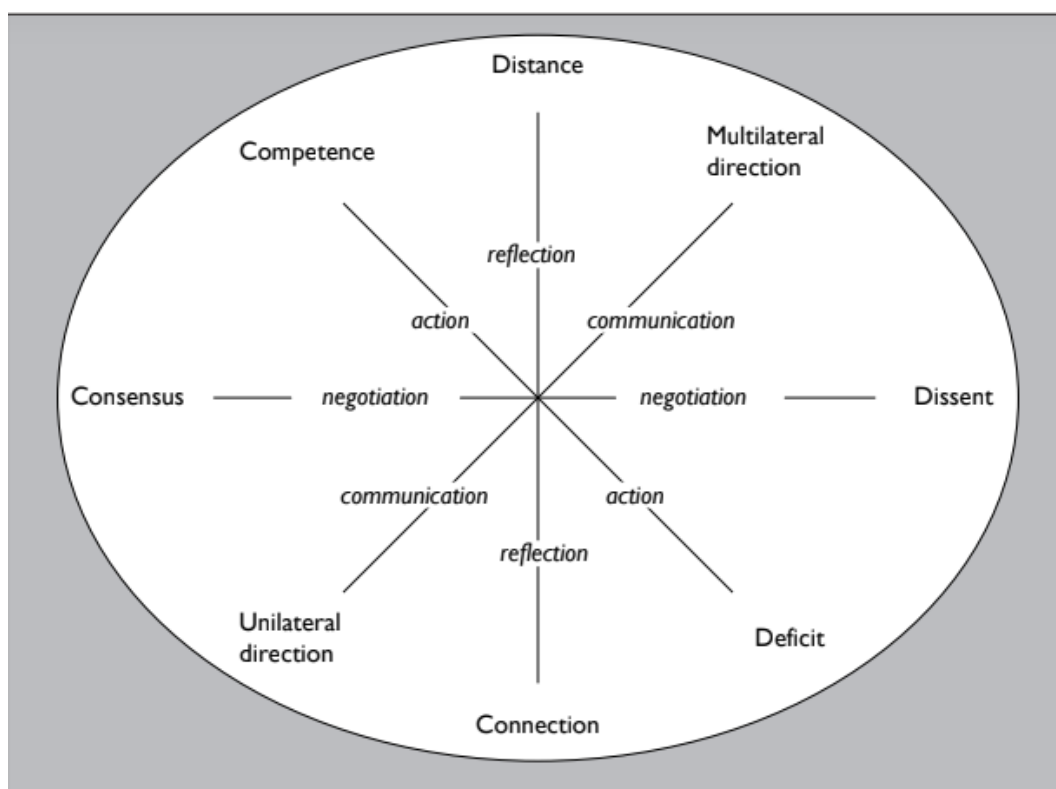 Distance
Competence
Multilateral
direction
reflection
action
communication
Consensus
negotiation
negotiation
Dissent
communication
action
reflection
Unilateral
direction
Deficit
Connection